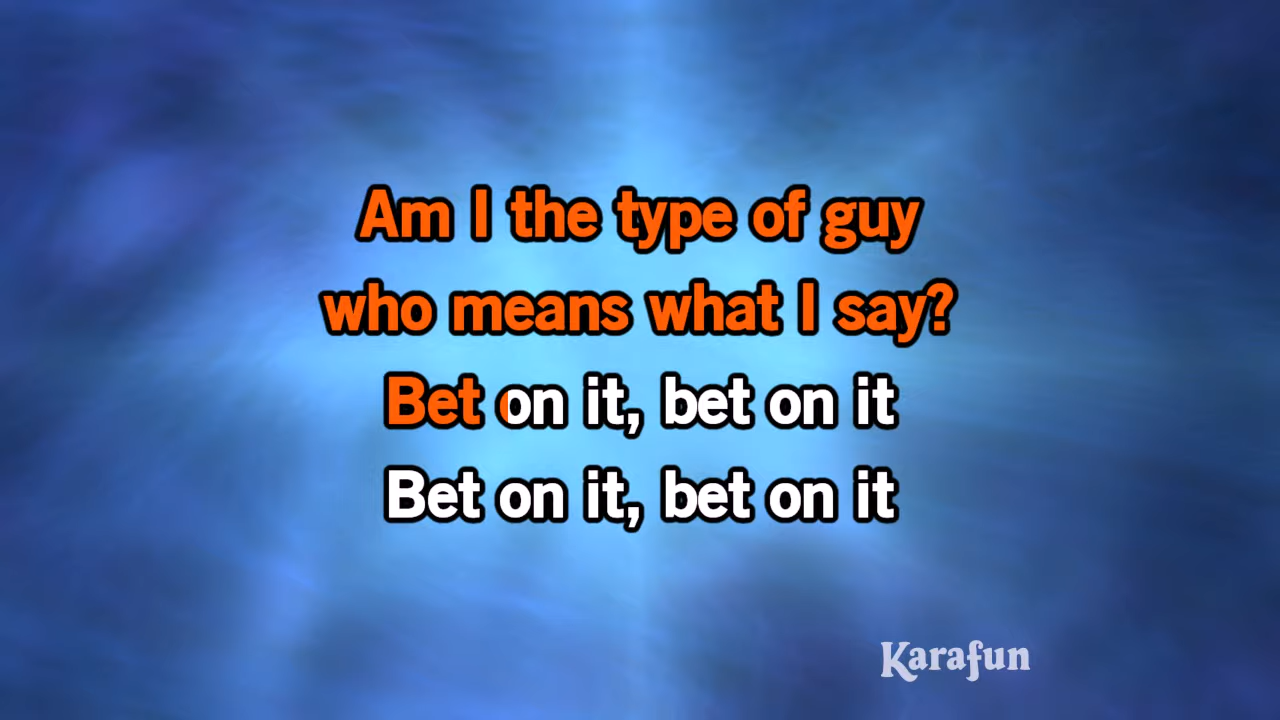 Am I the type of guy
who means what I say?
Bet on it, bet on it
Bet on it, bet on it
Karafun